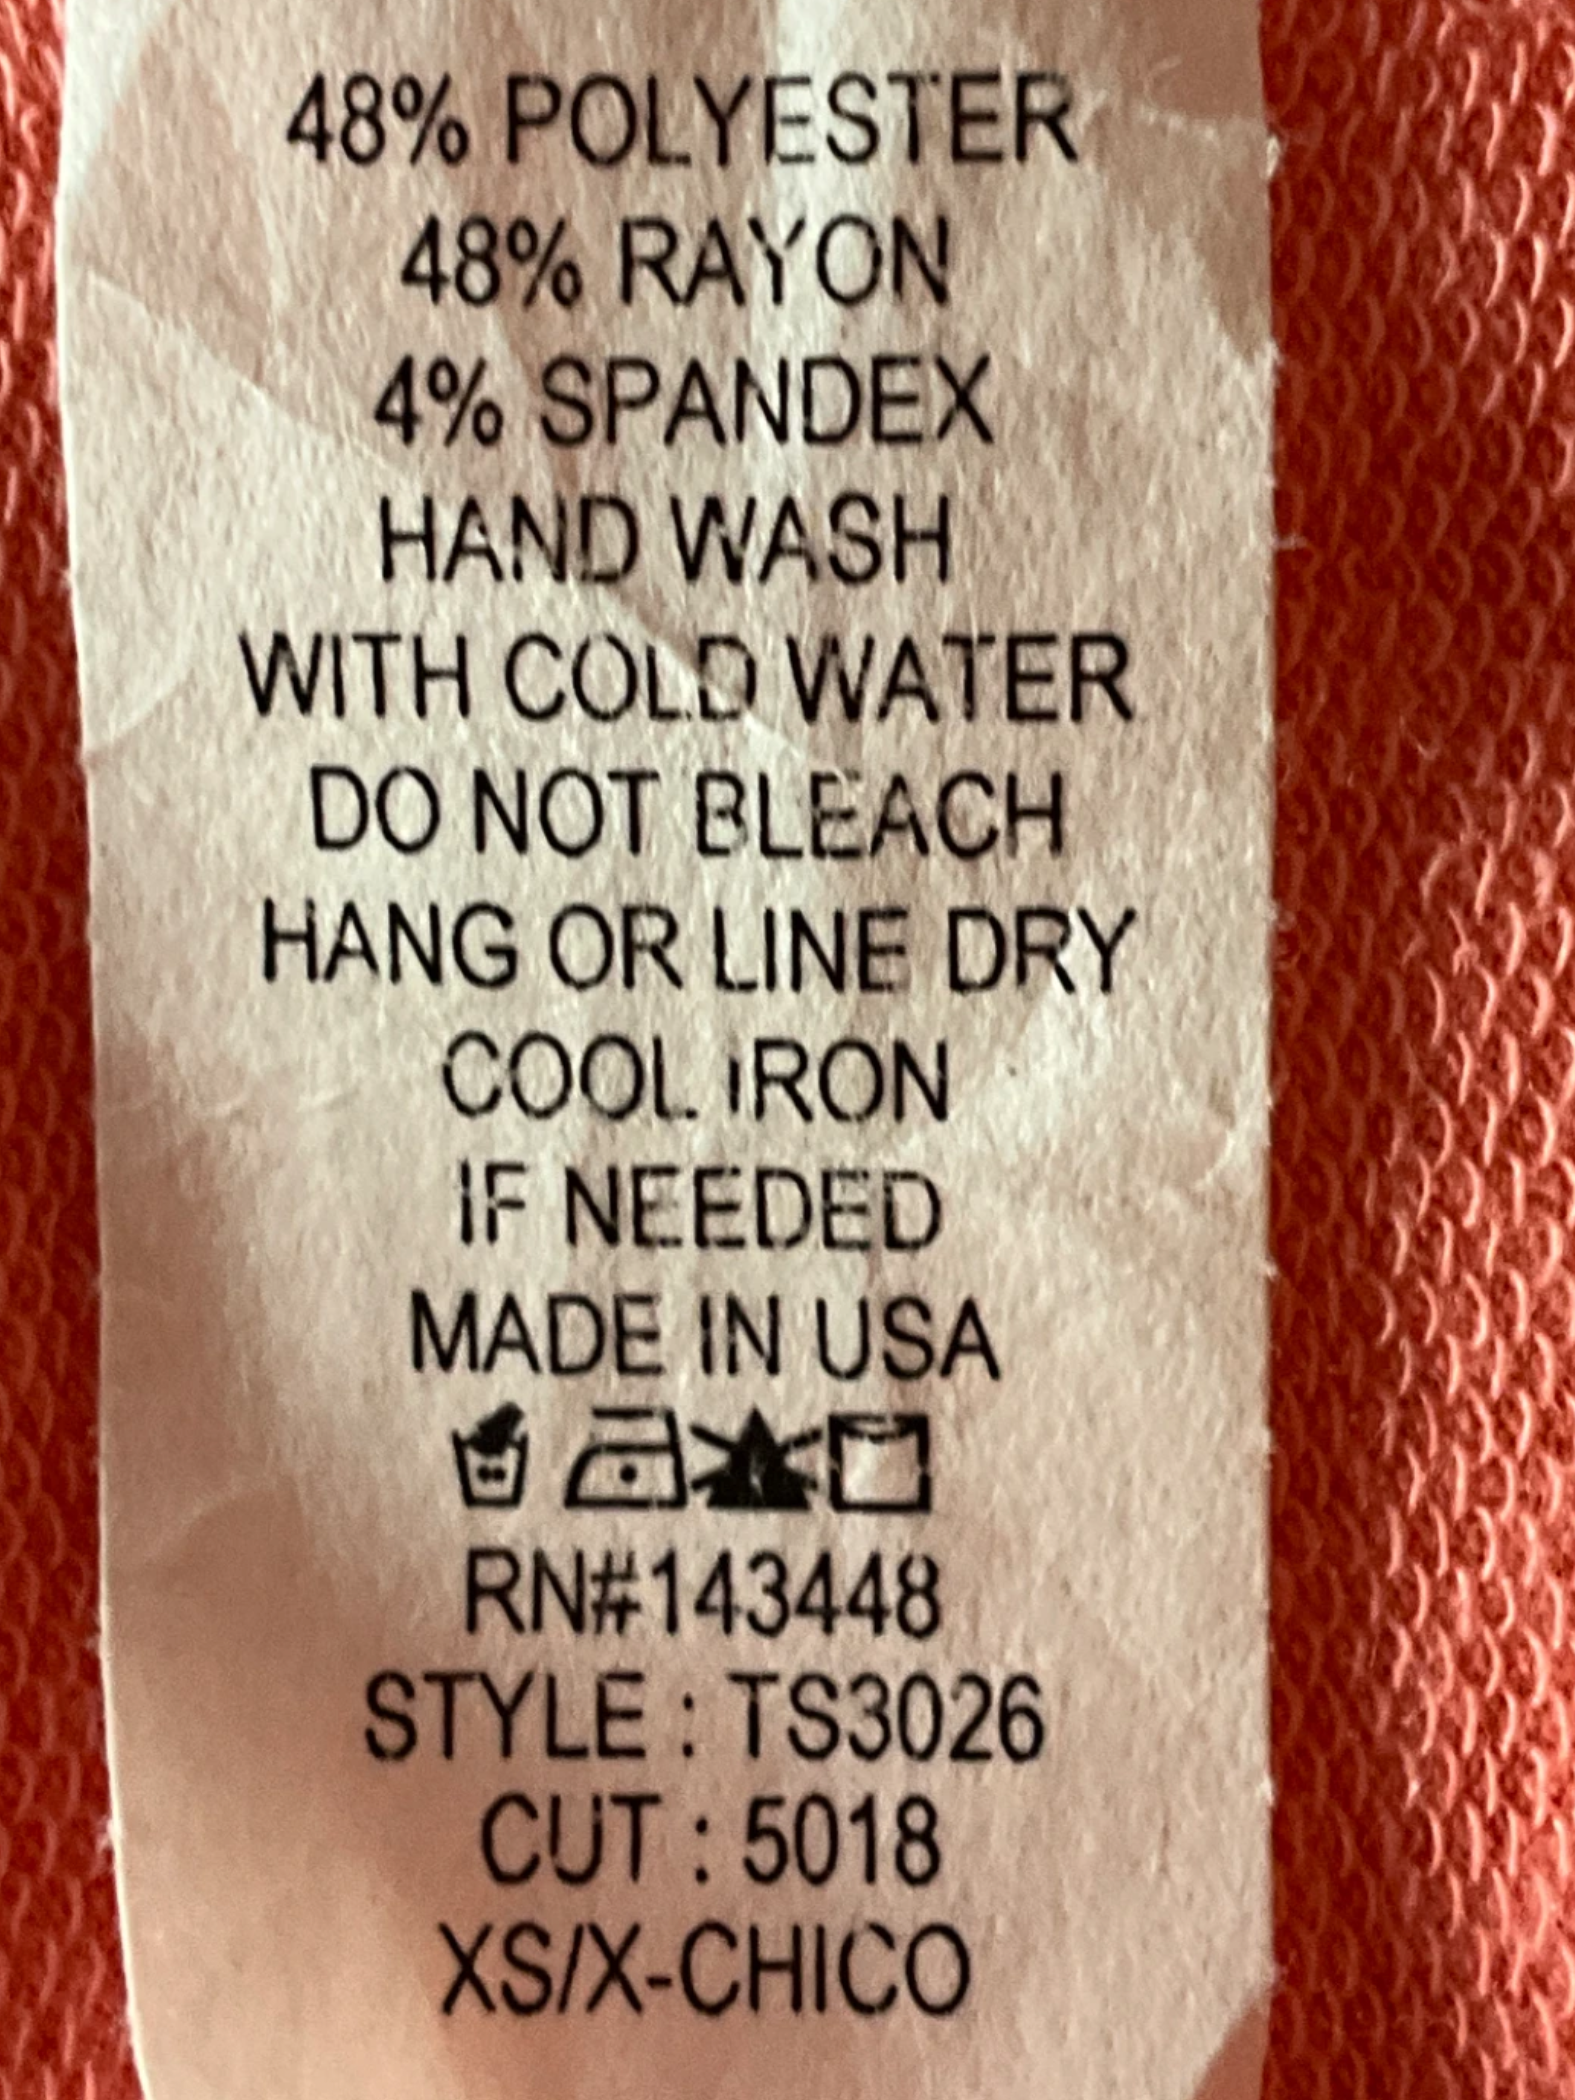 48% POLYESTER
48% RAYON
4% SPANDEX
HAND WASH
WITH COLD WATER
DO NOT BLEACH
HANG OR LINE DRY
COOL IRON
IF NEEDED
MADE IN USA
RN#143448
STYLE : TS3026
CUT : 5018
XS/X-CHICO